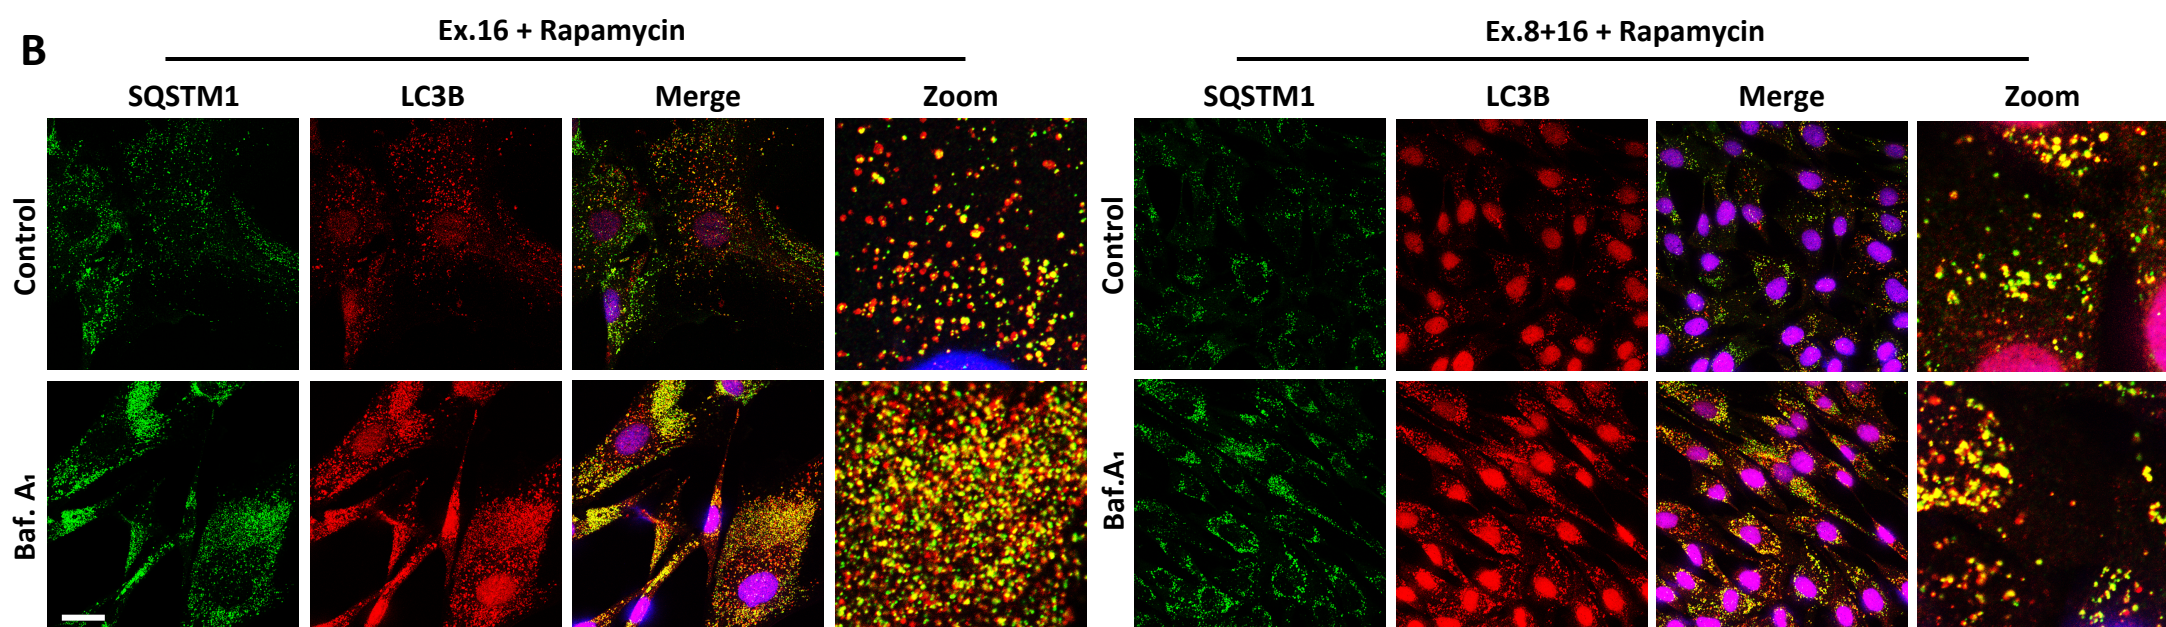 B
Ex.16 + Rapamycin
Ex.8+16 + Rapamycin
SQSTM1 LC3B Merge Zoom
SQSTM1 LC3B Merge Zoom
Control
Control
Baf. A₁
Baf.A₁